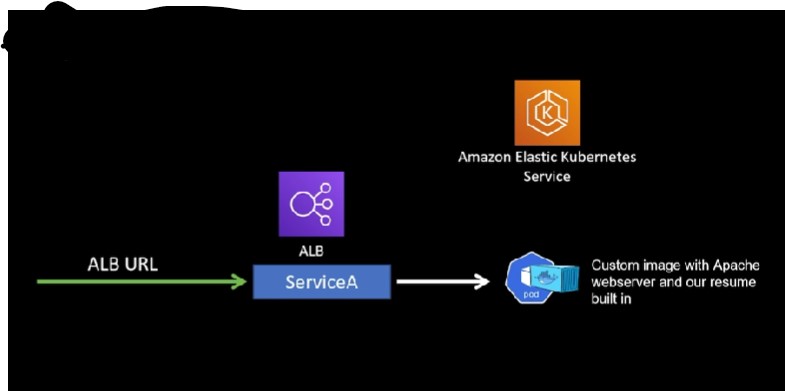 Amazon Elastic Kubernetes
Service
K
ALB
ALB URL
ServiceA
pod
Custom image with Apache
webserver and our resume
built in